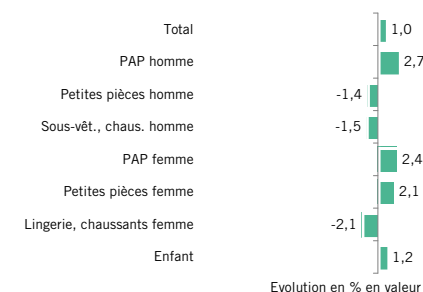 Total 1,0
PAP homme 2,7
Petites pièces homme -1,4
Sous-vêt., chaus. homme -1,5
PAP femme 2,4
Petites pièces femme 2,1
Lingerie, chaussants femme -2,1
Enfant 1,2
Evolution en % en valeur